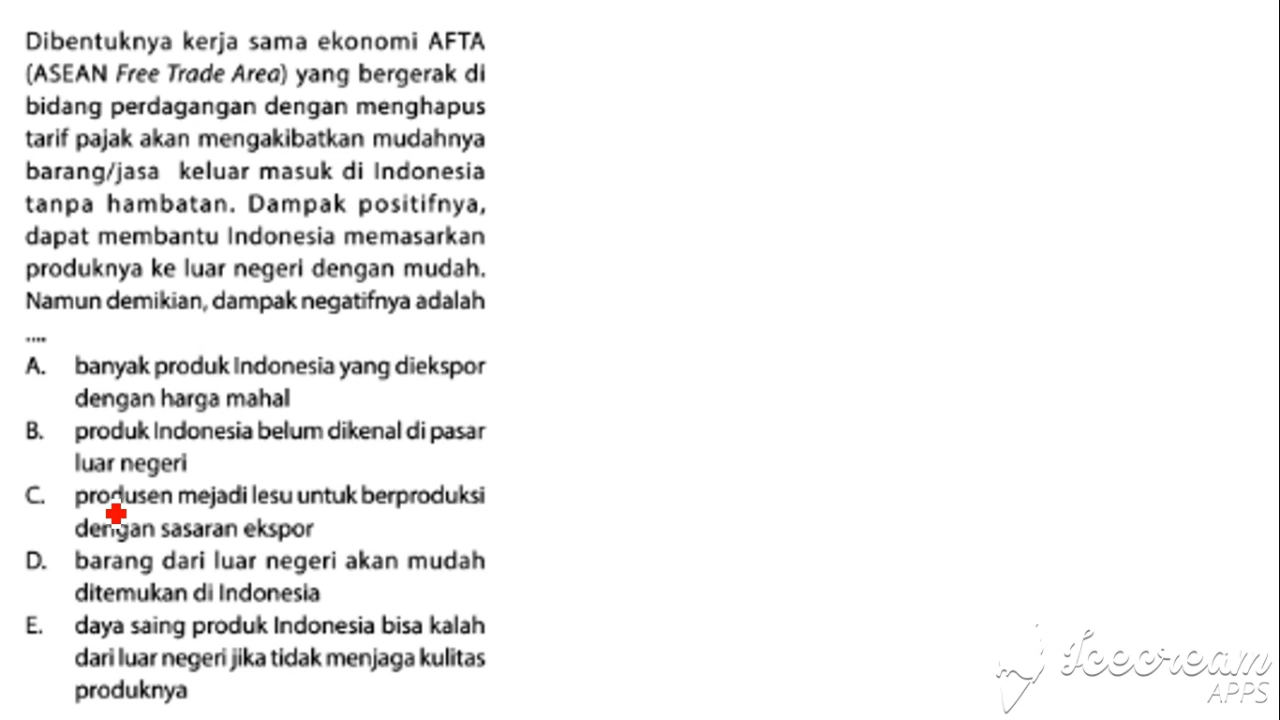 Dibentuknya kerja sama ekonomi AFTA
(ASEAN Free Trade Area) yang bergerak di
bidang perdagangan dengan menghapus
tarif pajak akan mengakibatkan mudahnya
barang/jasa keluar masuk di Indonesia
tanpa hambatan. Dampak positifnya,
dapat membantu Indonesia memasarkan
produknya ke luar negeri dengan mudah.
Namun demikian, dampak negatifnya adalah
....
A. banyak produk Indonesia yang diekspor
dengan harga mahal
B. produk Indonesia belum dikenal di pasar
luar negeri
C. produsen mejadi lesu untuk berproduksi
dengan sasaran ekspor
D. barang dari luar negeri akan mudah
ditemukan di Indonesia
E. daya saing produk Indonesia bisa kalah
dari luar negeri jika tidak menjaga kulitas
produknya
Icecream
APPS